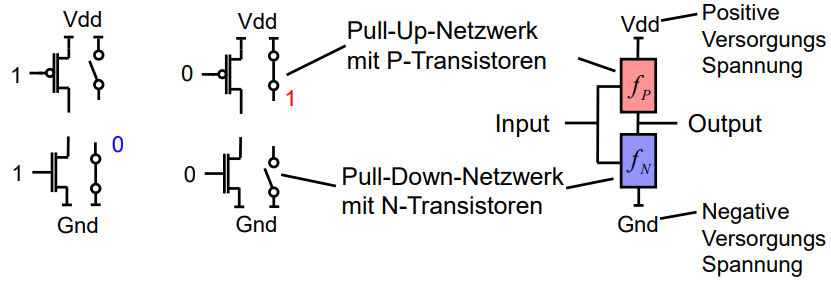 Vdd
1
0
1
Gnd
Vdd
0
1
0
Gnd
Pull-Up-Netzwerk
mit P-Transistoren
Pull-Down-Netzwerk
mit N-Transistoren
Vdd
Positive
Versorgungs
Spannung
f_P
Input
Output
f_N
Gnd
Negative
Versorgungs
Spannung